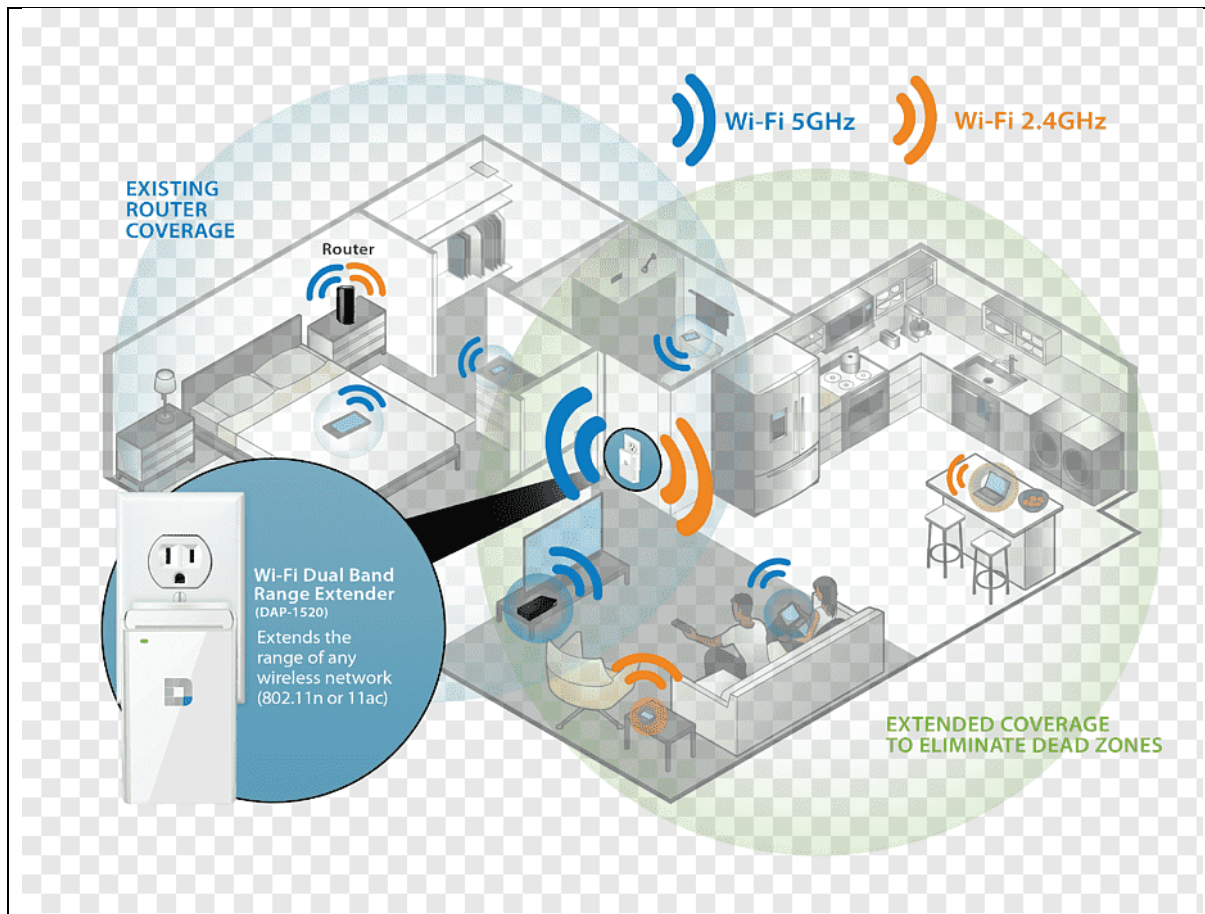 Wi-Fi 5GHz
Wi-Fi 2.4GHz
EXISTING
ROUTER
COVERAGE
Router
Wi-Fi Dual Band
Range Extender
(DAP-1520)
Extends the
range of any
wireless network
(802.11n or 11ac)
EXTENDED COVERAGE
TO ELIMINATE DEAD ZONES